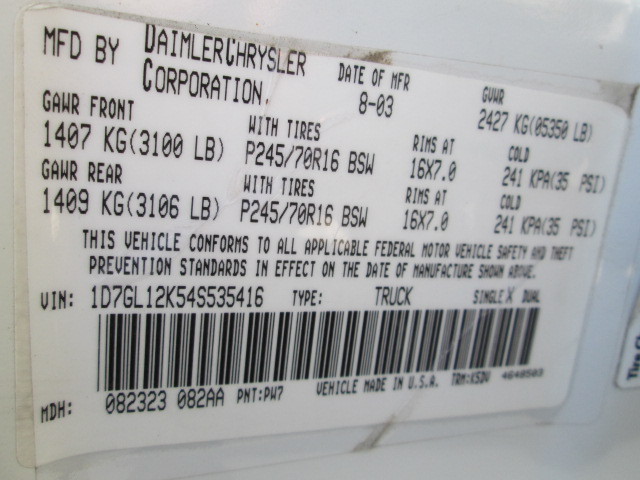 MFD BY DAIMLERCHRYSLER CORPORATION,
DATE OF MFR 8-03
GVWR 2427 KG(05350 LB)
GAWR FRONT WITH TIRES RIMS AT COLD
1407 KG(3100 LB) P245/70R16 BSW 16X7.0 241 KPA(35 PSI)
GAWR REAR WITH TIRES RIMS AT COLD
1409 KG(3106 LB) P245/70R16 BSW 16X7.0 241 KPA(35 PSI)
THIS VEHICLE CONFORMS TO ALL APPLICABLE FEDERAL MOTOR VEHICLE SAFETY AND THEFT
PREVENTION STANDARDS IN EFFECT ON THE DATE OF MANUFACTURE SHOWN ABOVE.
VIN: 1D7GL12K54S535416 TYPE: TRUCK SINGLE X DUAL
MDH: 082323 082AA PNT:PW7 VEHICLE MADE IN U.S.A. TRM:K5DV 4648503